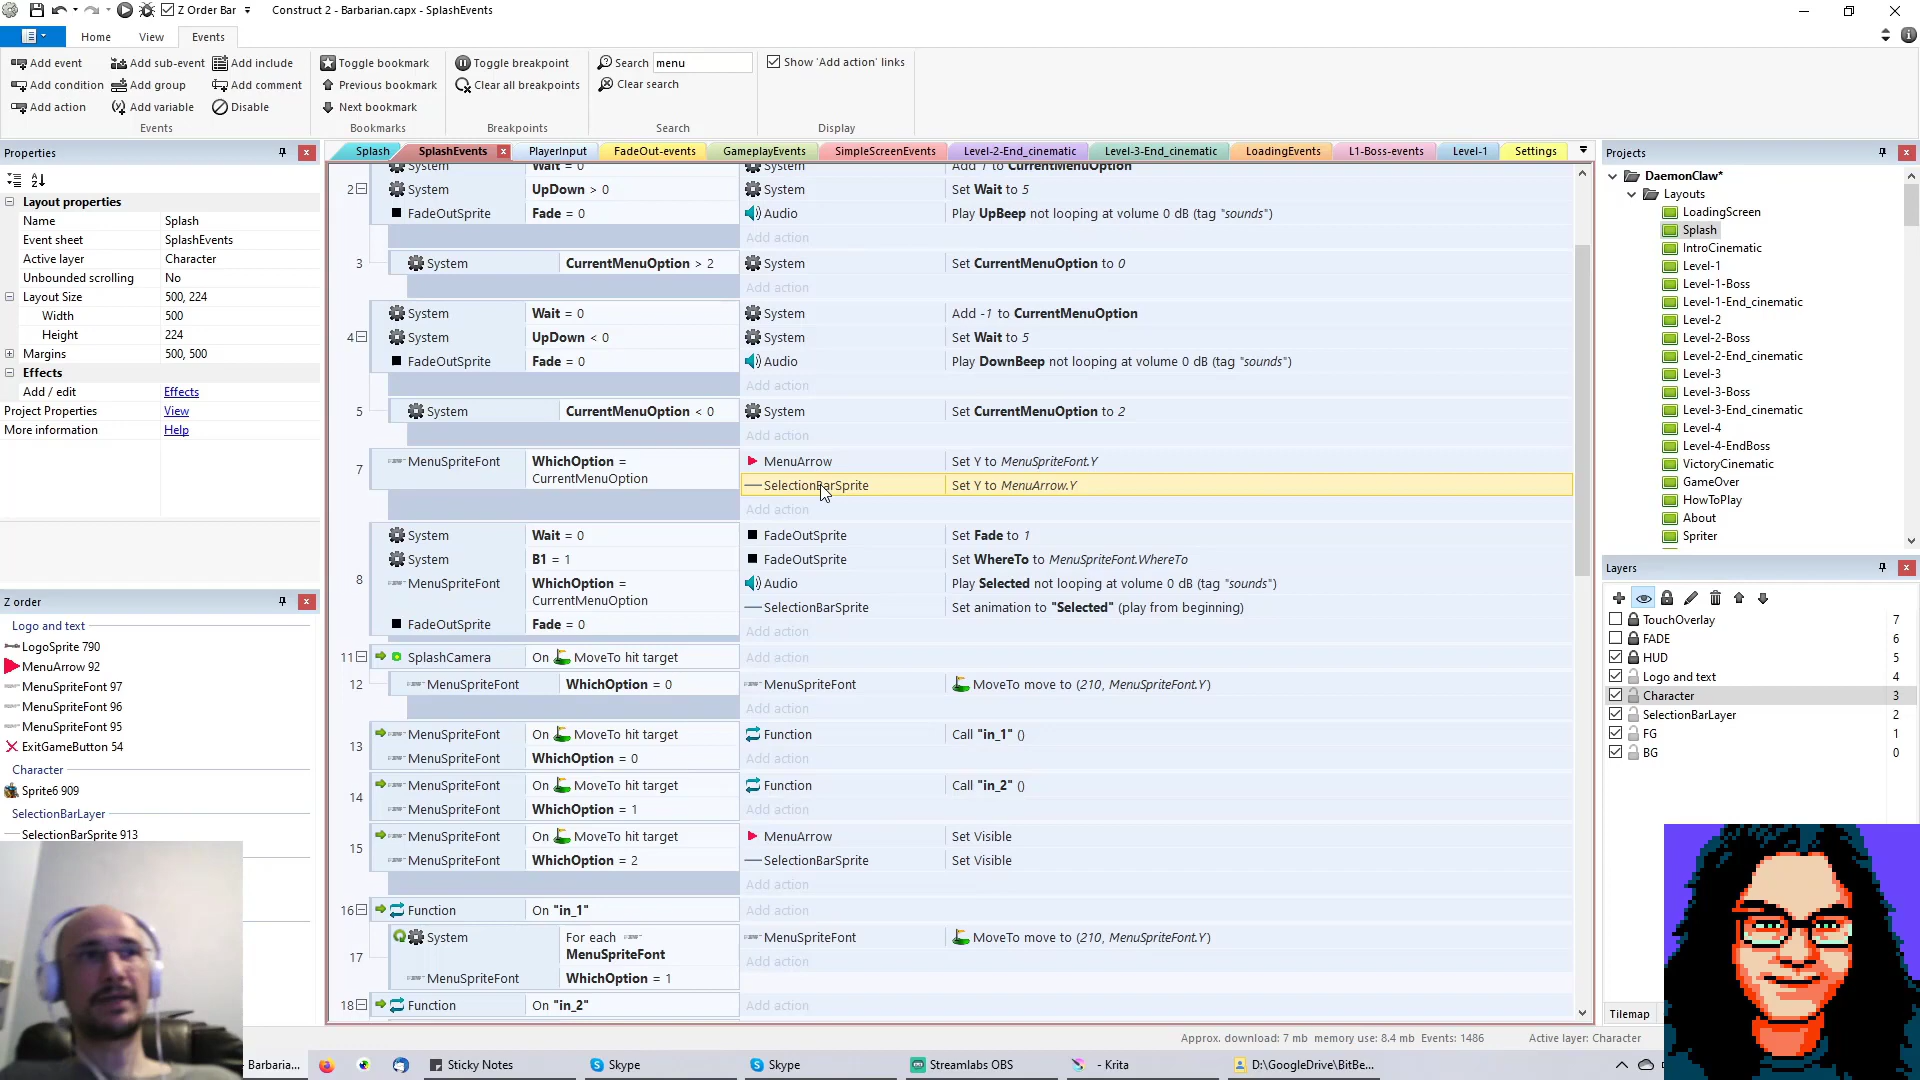 Z Order Bar
Construct 2 - Barbarian.capx - SplashEvents
Home View Events
Add event
Add sub-event
Add include
Toggle bookmark
Toggle breakpoint
Search menu
Show 'Add action' links
Add condition
Add group
Add comment
Previous bookmark
Clear all breakpoints
Clear search
Add action
Add variable
Disable
Next bookmark
Events
Bookmarks
Breakpoints
Search
Display
Properties
Layout properties
Name Splash
Event sheet SplashEvents
Active layer Character
Unbounded scrolling No
Layout Size 500, 224
Width 500
Height 224
Margins 500, 500
Effects
Add / edit Effects
Project Properties View
More information Help
Z order
Logo and text
LogoSprite 790
MenuArrow 92
MenuSpriteFont 97
MenuSpriteFont 96
MenuSpriteFont 95
ExitGameButton 54
Character
Sprite6 909
SelectionBarLayer
SelectionBarSprite 913
Splash SplashEvents PlayerInput FadeOut-events GameplayEvents SimpleScreenEvents Level-2-End_cinematic Level-3-End_cinematic LoadingEvents L1-Boss-events Level-1 Settings
System Wait = 0 System Add 1 to CurrentMenuOption
2 System UpDown > 0 System Set Wait to 5
FadeOutSprite Fade = 0 Audio Play UpBeep not looping at volume 0 dB (tag "sounds")
Add action
3 System CurrentMenuOption > 2 System Set CurrentMenuOption to 0
Add action
System Wait = 0 System Add -1 to CurrentMenuOption
4 System UpDown < 0 System Set Wait to 5
FadeOutSprite Fade = 0 Audio Play DownBeep not looping at volume 0 dB (tag "sounds")
Add action
5 System CurrentMenuOption < 0 System Set CurrentMenuOption to 2
Add action
7 MenuSpriteFont WhichOption = MenuArrow Set Y to MenuSpriteFont.Y
CurrentMenuOption SelectionBarSprite Set Y to MenuArrow.Y
Add action
System Wait = 0 FadeOutSprite Set Fade to 1
System B1 = 1 FadeOutSprite Set WhereTo to MenuSpriteFont.WhereTo
8 MenuSpriteFont WhichOption = Audio Play Selected not looping at volume 0 dB (tag "sounds")
CurrentMenuOption SelectionBarSprite Set animation to "Selected" (play from beginning)
FadeOutSprite Fade = 0 Add action
11 SplashCamera On MoveTo hit target Add action
12 MenuSpriteFont WhichOption = 0 MenuSpriteFont MoveTo move to (210, MenuSpriteFont.Y)
Add action
13 MenuSpriteFont On MoveTo hit target Function Call "in_1" ()
MenuSpriteFont WhichOption = 0 Add action
14 MenuSpriteFont On MoveTo hit target Function Call "in_2" ()
MenuSpriteFont WhichOption = 1 Add action
15 MenuSpriteFont On MoveTo hit target MenuArrow Set Visible
MenuSpriteFont WhichOption = 2 SelectionBarSprite Set Visible
Add action
16 Function On "in_1" Add action
17 System For each MenuSpriteFont MoveTo move to (210, MenuSpriteFont.Y)
MenuSpriteFont Add action
MenuSpriteFont WhichOption = 1
18 Function On "in_2" Add action
Projects
DaemonClaw*
Layouts
LoadingScreen
Splash
IntroCinematic
Level-1
Level-1-Boss
Level-1-End_cinematic
Level-2
Level-2-Boss
Level-2-End_cinematic
Level-3
Level-3-Boss
Level-3-End_cinematic
Level-4
Level-4-EndBoss
VictoryCinematic
GameOver
HowToPlay
About
Spriter
Layers
TouchOverlay 7
FADE 6
HUD 5
Logo and text 4
Character 3
SelectionBarLayer 2
FG 1
BG 0
Tilemap
Approx. download: 7 mb memory use: 8.4 mb Events: 1486 Active layer: Character
Barbaria... Sticky Notes Skype Skype Streamlabs OBS - Krita D:\GoogleDrive\BitBe...